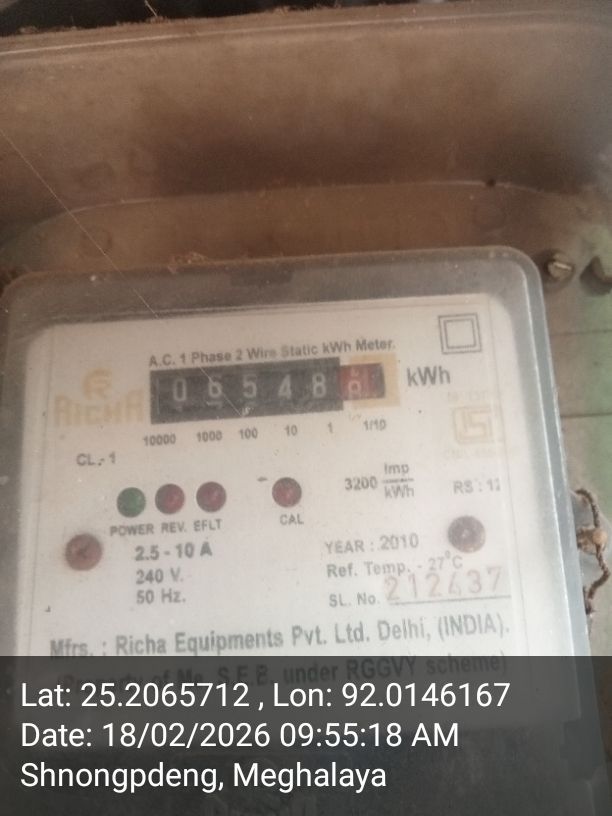 A.C. 1 Phase 2 Wire Static kWh Meter.
RICHA
0 6 5 4 8 kWh
10000 1000 100 10 1 1/10
CL.-1
3200 Imp/kWh
POWER REV. EFLT CAL
2.5 - 10 A
240 V.
50 Hz.
YEAR : 2010
Ref. Temp. - 27°C
SL. No.
Mfrs. : Richa Equipments Pvt. Ltd. Delhi, (INDIA).
(Property of Me. S.E.B. under RGGVY scheme)
Lat: 25.2065712 , Lon: 92.0146167
Date: 18/02/2026 09:55:18 AM
Shnongpdeng, Meghalaya